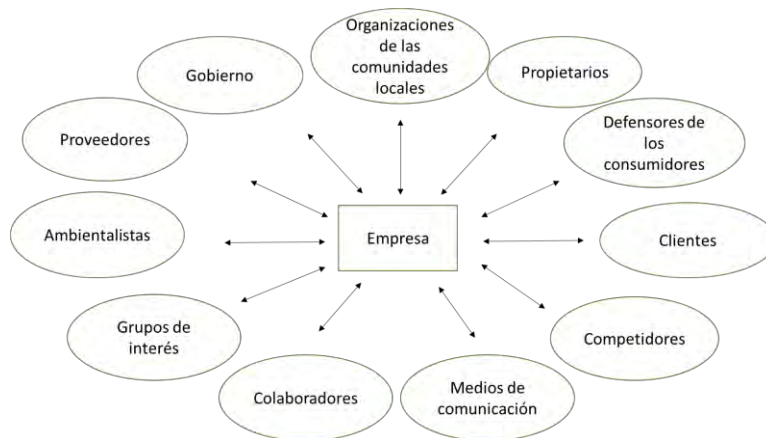 Organizaciones
de las
comunidades
locales
Gobierno
Propietarios
Proveedores
Defensores de
los
consumidores
Ambientalistas
Empresa
Clientes
Grupos de
interés
Competidores
Colaboradores
Medios de
comunicación